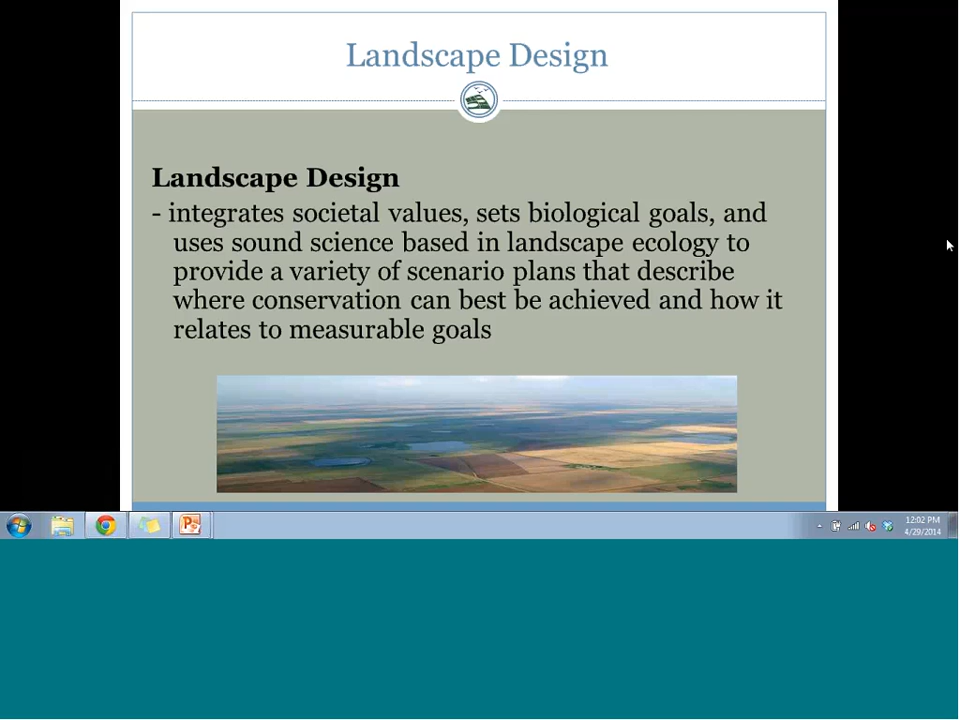 Landscape Design
Landscape Design
- integrates societal values, sets biological goals, and
uses sound science based in landscape ecology to
provide a variety of scenario plans that describe
where conservation can best be achieved and how it
relates to measurable goals
12:02 PM
4/29/2014